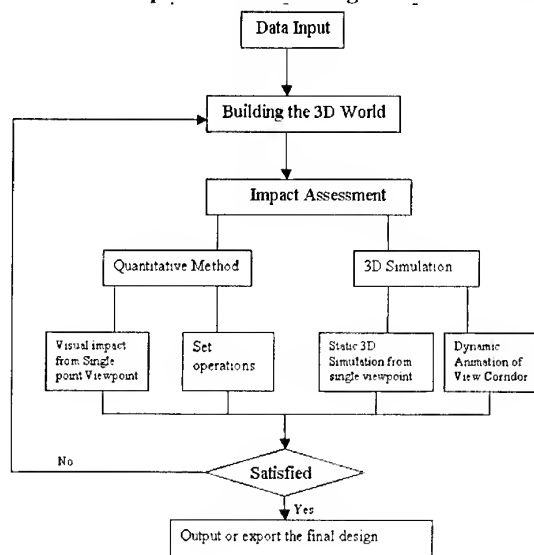 Data Input
Building the 3D World
Impact Assessment
Quantitative Method
3D Simulation
Visual impact
from Single
point Viewpoint
Set
operations
Static 3D
Simulation from
single viewpoint
Dynamic
Animation of
View Corridor
No
Satisfied
Yes
Output or export the final design